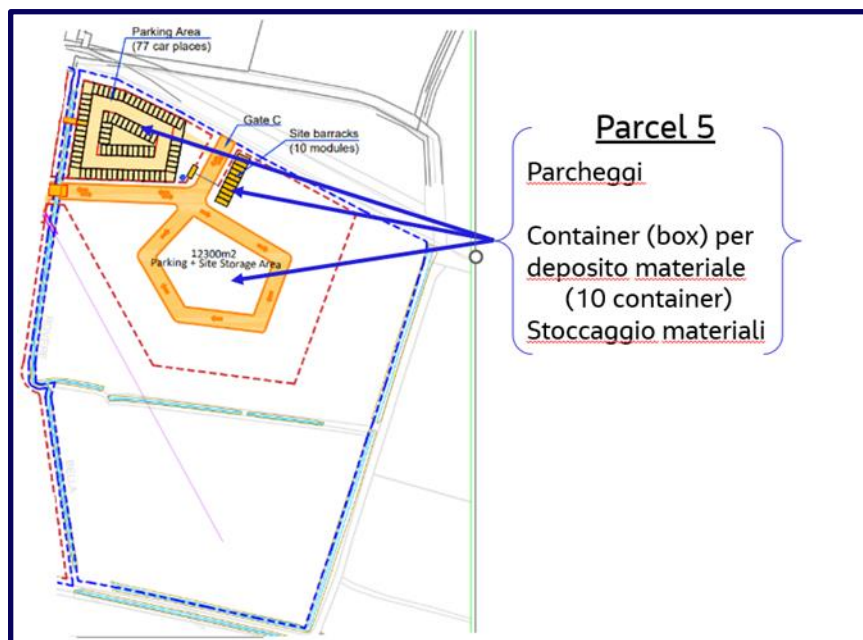 Parking Area
(77 car places)
Gate C
Site barracks
(10 modules)
12300m2
Parking + Site Storage Area
Parcel 5
Parcheggi
Container (box) per
deposito materiale
(10 container)
Stoccaggio materiali